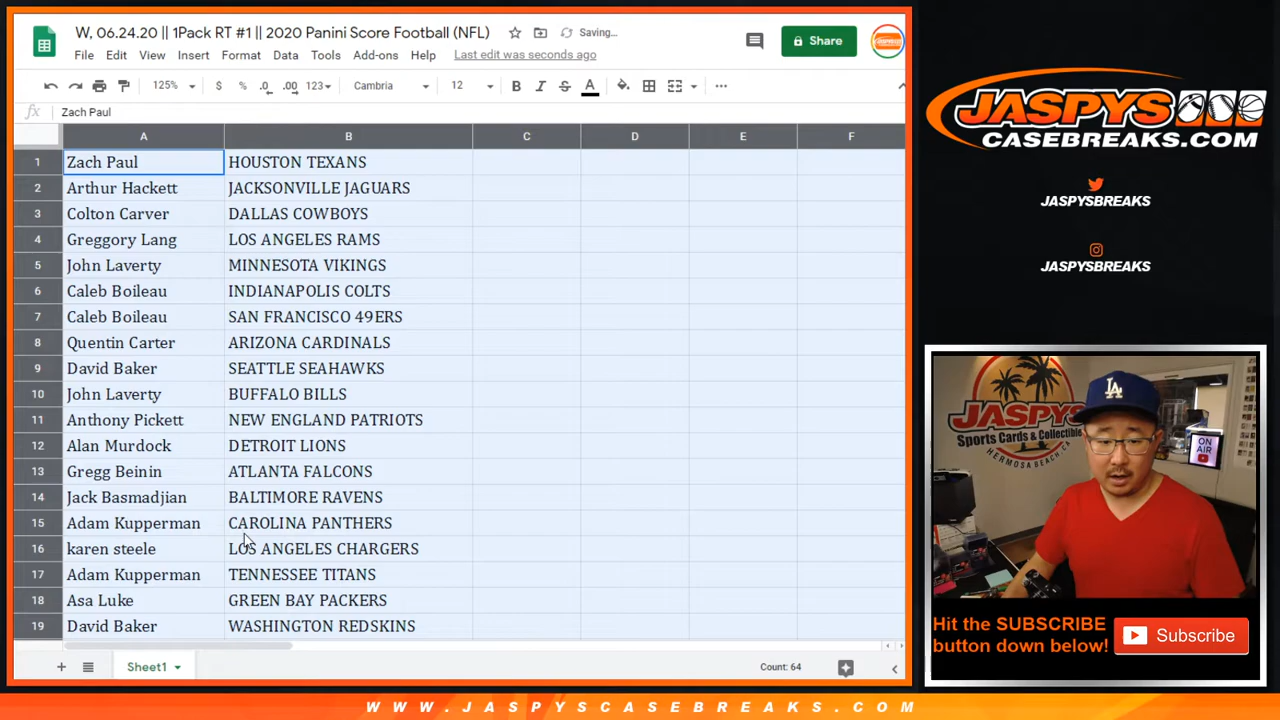 W, 06.24.20 || 1Pack RT #1 || 2020 Panini Score Football (NFL)
Saving...
Share
File Edit View Insert Format Data Tools Add-ons Help Last edit was seconds ago
125% $ % .0 .00 123 Cambria 12 B I S A
fx Zach Paul
A B C D E F
1 Zach Paul HOUSTON TEXANS
2 Arthur Hackett JACKSONVILLE JAGUARS
3 Colton Carver DALLAS COWBOYS
4 Greggory Lang LOS ANGELES RAMS
5 John Laverty MINNESOTA VIKINGS
6 Caleb Boileau INDIANAPOLIS COLTS
7 Caleb Boileau SAN FRANCISCO 49ERS
8 Quentin Carter ARIZONA CARDINALS
9 David Baker SEATTLE SEAHAWKS
10 John Laverty BUFFALO BILLS
11 Anthony Pickett NEW ENGLAND PATRIOTS
12 Alan Murdock DETROIT LIONS
13 Gregg Beinin ATLANTA FALCONS
14 Jack Basmadjian BALTIMORE RAVENS
15 Adam Kupperman CAROLINA PANTHERS
16 karen steele LOS ANGELES CHARGERS
17 Adam Kupperman TENNESSEE TITANS
18 Asa Luke GREEN BAY PACKERS
19 David Baker WASHINGTON REDSKINS
Sheet1
Count: 64
JASPYS
CASEBREAKS.COM
JASPYSBREAKS
JASPYSBREAKS
JASPYS
Sports Cards & Collectible
HERMOSA BEACH, CA
LA
ON
AIR
Hit the SUBSCRIBE
button down below!
Subscribe
WWW.JASPYSCASEBREAKS.COM